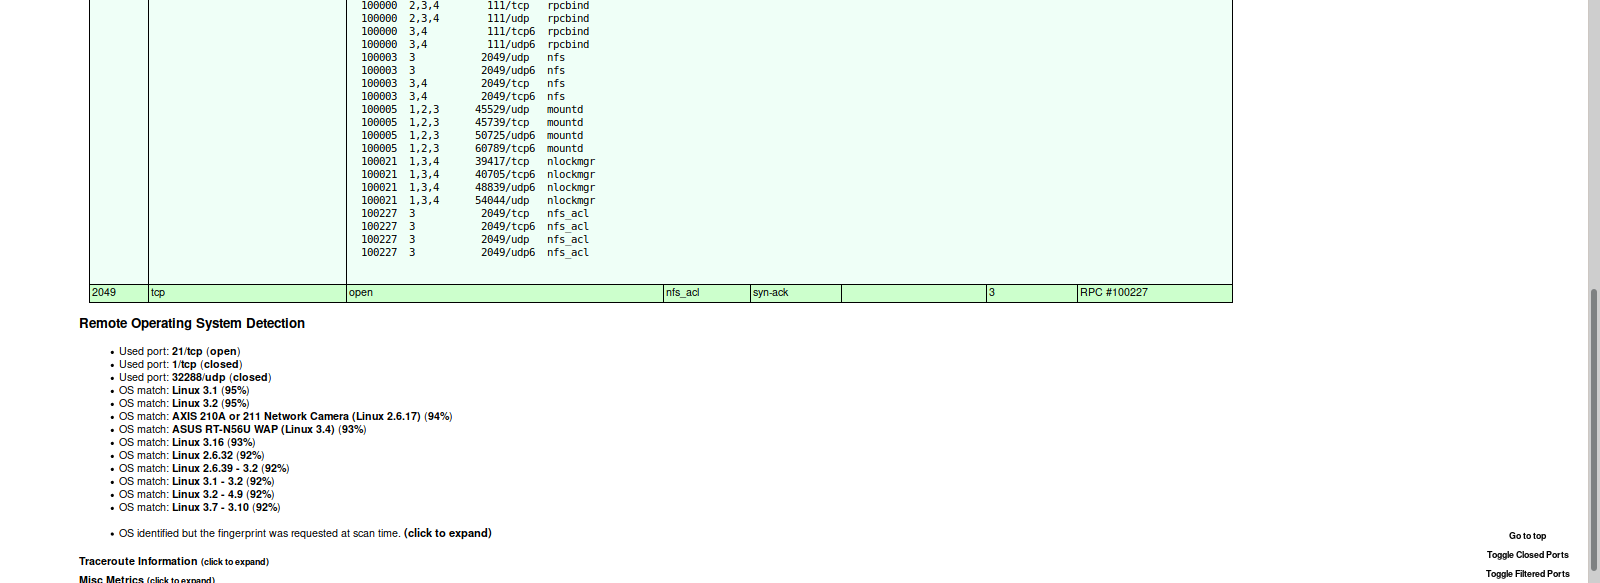 100000 2,3,4 111/tcp rpcbind
100000 2,3,4 111/udp rpcbind
100000 3,4 111/tcp6 rpcbind
100000 3,4 111/udp6 rpcbind
100003 3 2049/udp nfs
100003 3 2049/udp6 nfs
100003 3,4 2049/tcp nfs
100003 3,4 2049/tcp6 nfs
100005 1,2,3 45529/udp mountd
100005 1,2,3 45739/tcp mountd
100005 1,2,3 50725/udp6 mountd
100005 1,2,3 60789/tcp6 mountd
100021 1,3,4 39417/tcp nlockmgr
100021 1,3,4 40705/tcp6 nlockmgr
100021 1,3,4 48839/udp6 nlockmgr
100021 1,3,4 54044/udp nlockmgr
100227 3 2049/tcp nfs_acl
100227 3 2049/tcp6 nfs_acl
100227 3 2049/udp nfs_acl
100227 3 2049/udp6 nfs_acl
2049 tcp open nfs_acl syn-ack 3 RPC #100227
Remote Operating System Detection
• Used port: 21/tcp (open)
• Used port: 1/tcp (closed)
• Used port: 32288/udp (closed)
• OS match: Linux 3.1 (95%)
• OS match: Linux 3.2 (95%)
• OS match: AXIS 210A or 211 Network Camera (Linux 2.6.17) (94%)
• OS match: ASUS RT-N56U WAP (Linux 3.4) (93%)
• OS match: Linux 3.16 (93%)
• OS match: Linux 2.6.32 (92%)
• OS match: Linux 2.6.39 - 3.2 (92%)
• OS match: Linux 3.1 - 3.2 (92%)
• OS match: Linux 3.2 - 4.9 (92%)
• OS match: Linux 3.7 - 3.10 (92%)
• OS identified but the fingerprint was requested at scan time. (click to expand)
Traceroute Information (click to expand)
Misc Metrics (click to expand)
Go to top
Toggle Closed Ports
Toggle Filtered Ports